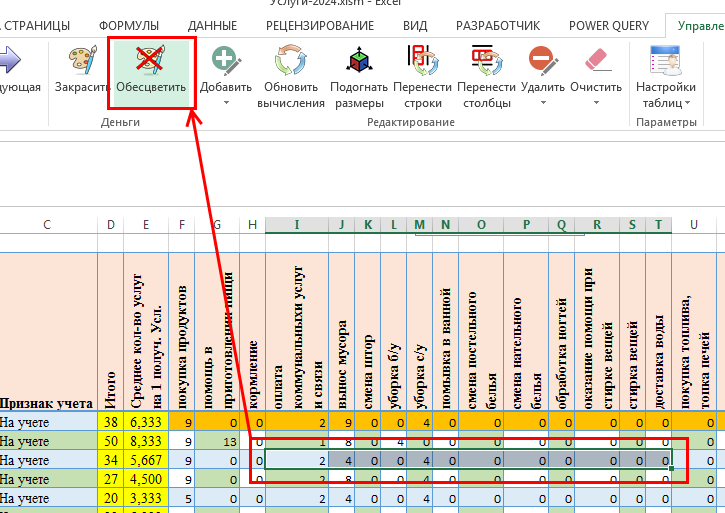 Услуги-2024.xlsm - Excel
А СТРАНИЦЫ ФОРМУЛЫ ДАННЫЕ РЕЦЕНЗИРОВАНИЕ ВИД РАЗРАБОТЧИК POWER QUERY Управле
дующая Закрасить Обесцветить Добавить Обновить вычисления Подогнать размеры Перенести строки Перенести столбцы Удалить Очистить Настройки таблиц
Деньги Редактирование Параметры
C D E F G H I J K L M N O P Q R S T U
Признак учета
Итого
Среднее кол-во услуг
на 1 получ. Усл.
покупка продуктов
помощь в
приготовлении пищи
кормление
оплата
коммунальныхи услуг
и связи
вынос мусора
смена штор
уборка б/у
уборка с/у
помывка в ванной
смена постельного
белья
смена нательного
белья
обработка ногтей
оказание помощи при
стирке вещей
стирка вещей
доставка воды
покупка топлива,
топка печей
На учете 38 6,333 9 0 0 2 9 0 0 4 0 0 0 0 0 0 0 0
На учете 50 8,333 9 13 0 1 8 0 4 0 0 0 0 0 0 0 0 0
На учете 34 5,667 9 0 0 2 4 0 0 4 0 0 0 0 0 0 0 0
На учете 27 4,500 9 0 0 2 8 0 0 4 0 0 0 0 0 0 0 0
На учете 20 3,333 5 0 0 2 4 0 0 4 0 0 0 0 0 0 0 0